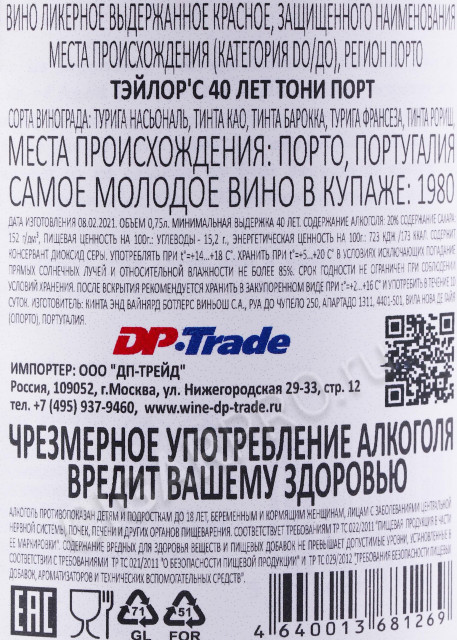 ВИНО ЛИКЕРНОЕ ВЫДЕРЖАННОЕ КРАСНОЕ, ЗАЩИЩЕННОГО НАИМЕНОВАНИЯ
МЕСТА ПРОИСХОЖДЕНИЯ (КАТЕГОРИЯ DO/ДО), РЕГИОН ПОРТО
ТЭЙЛОР'С 40 ЛЕТ ТОНИ ПОРТ
СОРТА ВИНОГРАДА: ТУРИГА НАСЬОНАЛЬ, ТИНТА КАО, ТИНТА БАРОККА, ТУРИГА ФРАНСЕЗА, ТИНТА РОРИШ,
МЕСТА ПРОИСХОЖДЕНИЯ: ПОРТО, ПОРТУГАЛИЯ
САМОЕ МОЛОДОЕ ВИНО В КУПАЖЕ: 1980
ДАТА ИЗГОТОВЛЕНИЯ 08.02.2021. ОБЪЕМ 0,75л. МИНИМАЛЬНАЯ ВЫДЕРЖКА 40 ЛЕТ. СОДЕРЖАНИЕ АЛКОГОЛЯ: 20% СОДЕРЖАНИЕ САХАРА
152 г/дм³, ПИЩЕВАЯ ЦЕННОСТЬ НА 100г.: УГЛЕВОДЫ - 15,2 г., ЭНЕРГЕТИЧЕСКАЯ ЦЕННОСТЬ НА 100г.: 723 КДЖ /173 ККАЛ. СОДЕРЖИТ
КОНСЕРВАНТ ДИОКСИД СЕРЫ. УПОТРЕБЛЯТЬ ПРИ t°=+14...+18 С°. ХРАНИТЬ ПРИ t°=+5...+20 С° В УСЛОВИЯХ ИСКЛЮЧАЮЩИХ ПОПАДАНИЕ
ПРЯМЫХ СОЛНЕЧНЫХ ЛУЧЕЙ И ОТНОСИТЕЛЬНОЙ ВЛАЖНОСТИ НЕ БОЛЕЕ 85%. СРОК ГОДНОСТИ НЕ ОГРАНИЧЕН ПРИ СОБЛЮДЕНИИ
УСЛОВИЙ ХРАНЕНИЯ. ПОСЛЕ ВСКРЫТИЯ РЕКОМЕНДУЕТСЯ ХРАНИТЬ В ЗАКУПОРЕННОМ ВИДЕ ПРИ t°=+2...+16 С° И УПОТРЕБИТЬ В ТЕЧЕНИЕ 10
СУТОК. ИЗГОТОВИТЕЛЬ: КИНТА ЭНД ВАЙНЯРД БОТЛЕРС ВИНЬОШ С.А., РУА ДО ЧУПЕЛО 250, АПАРТАДО 1311, 4401-501, ВИЛА НОВА ДЕ ГАЙЯ
(ОПОРТО), ПОРТУГАЛИЯ.
DP·Trade
ИМПОРТЕР: ООО "ДП-ТРЕЙД"
Россия, 109052, г.Москва, ул. Нижегородская 29-33, стр. 12
тел. +7 (495) 937-9460, www.wine-dp-trade.ru
ЧРЕЗМЕРНОЕ УПОТРЕБЛЕНИЕ АЛКОГОЛЯ
ВРЕДИТ ВАШЕМУ ЗДОРОВЬЮ
АЛКОГОЛЬ ПРОТИВОПОКАЗАН ДЕТЯМ И ПОДРОСТКАМ ДО 18 ЛЕТ, БЕРЕМЕННЫМ И КОРМЯЩИМ ЖЕНЩИНАМ, ЛИЦАМ С ЗАБОЛЕВАНИЯМИ ЦЕНТРАЛЬНОЙ
НЕРВНОЙ СИСТЕМЫ, ПОЧЕК, ПЕЧЕНИ И ДРУГИХ ОРГАНОВ ПИЩЕВАРЕНИЯ. СООТВЕТСТВУЕТ ТРЕБОВАНИЯМ ТР ТС 022/2011 "ПИЩЕВАЯ ПРОДУКЦИЯ В ЧАСТИ
ЕЕ МАРКИРОВКИ". СОДЕРЖАНИЕ ВРЕДНЫХ ДЛЯ ЗДОРОВЬЯ ВЕЩЕСТВ И ПИЩЕВЫХ ДОБАВОК НЕ ПРЕВЫШАЕТ ДОПУСТИМЫЕ УРОВНИ, УСТАНОВЛЕННЫЕ
В СООТВЕТСТВИИ С ТР ТС 021/2011 "О БЕЗОПАСНОСТИ ПИЩЕВОЙ ПРОДУКЦИИ" И ТР ТС 029/2012 "ТРЕБОВАНИЯ БЕЗОПАСНОСТИ ПИЩЕВЫХ
ДОБАВОК, АРОМАТИЗАТОРОВ И ТЕХНИЧЕСКИХ ВСПОМОГАТЕЛЬНЫХ СРЕДСТВ".
EAC
71
GL
51
FOR
4 640013 681269